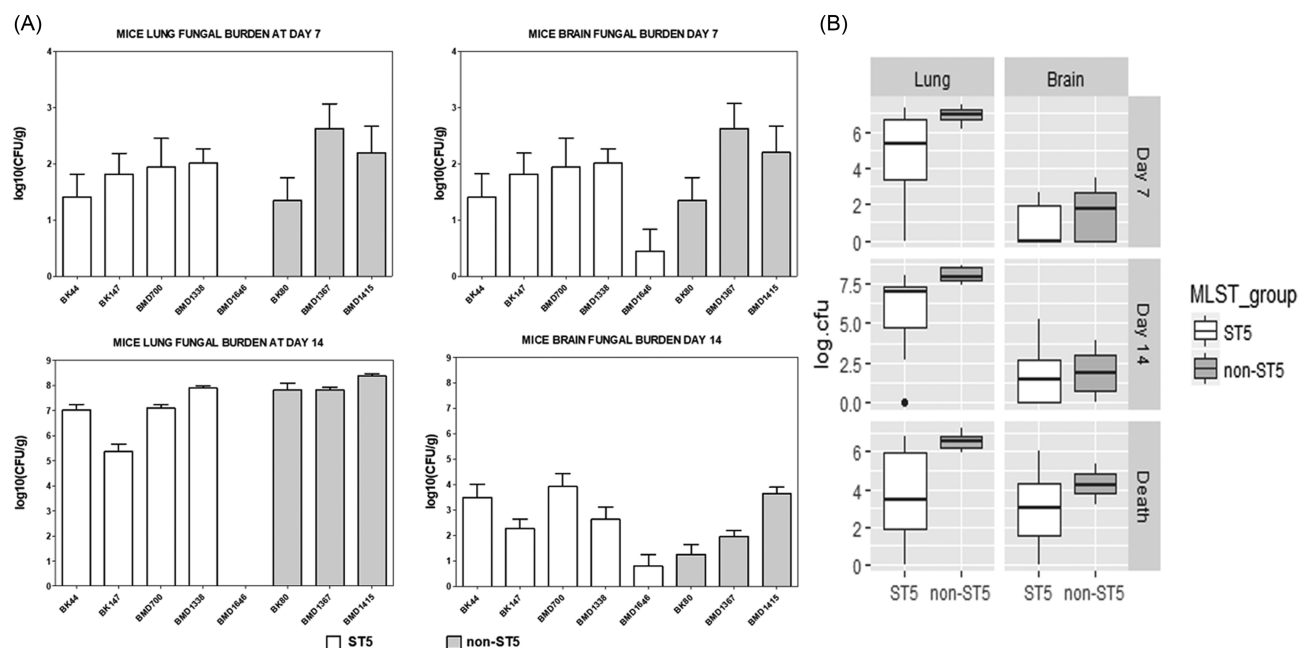 (A)
MICE LUNG FUNGAL BURDEN AT DAY 7
log10(CFU/g)
4
3
2
1
0
BK44
BK147
BMD700
BMD1338
BMD1646
BK80
BMD1367
BMD1415
MICE BRAIN FUNGAL BURDEN DAY 7
log10(CFU/g)
4
3
2
1
0
BK44
BK147
BMD700
BMD1338
BMD1646
BK80
BMD1367
BMD1415
MICE LUNG FUNGAL BURDEN AT DAY 14
log10(CFU/g)
9
8
7
6
5
4
3
2
1
0
BK44
BK147
BMD700
BMD1338
BMD1646
BK80
BMD1367
BMD1415
MICE BRAIN FUNGAL BURDEN DAY 14
log10(CFU/g)
10
9
8
7
6
5
4
3
2
1
0
BK44
BK147
BMD700
BMD1338
BMD1646
BK80
BMD1367
BMD1415
ST5
non-ST5
(B)
Lung
Brain
6
4
2
0
Day 7
log.cfu
7.5
5.0
2.5
0.0
Day 14
6
4
2
0
Death
ST5
non-ST5
ST5
non-ST5
MLST_group
ST5
non-ST5